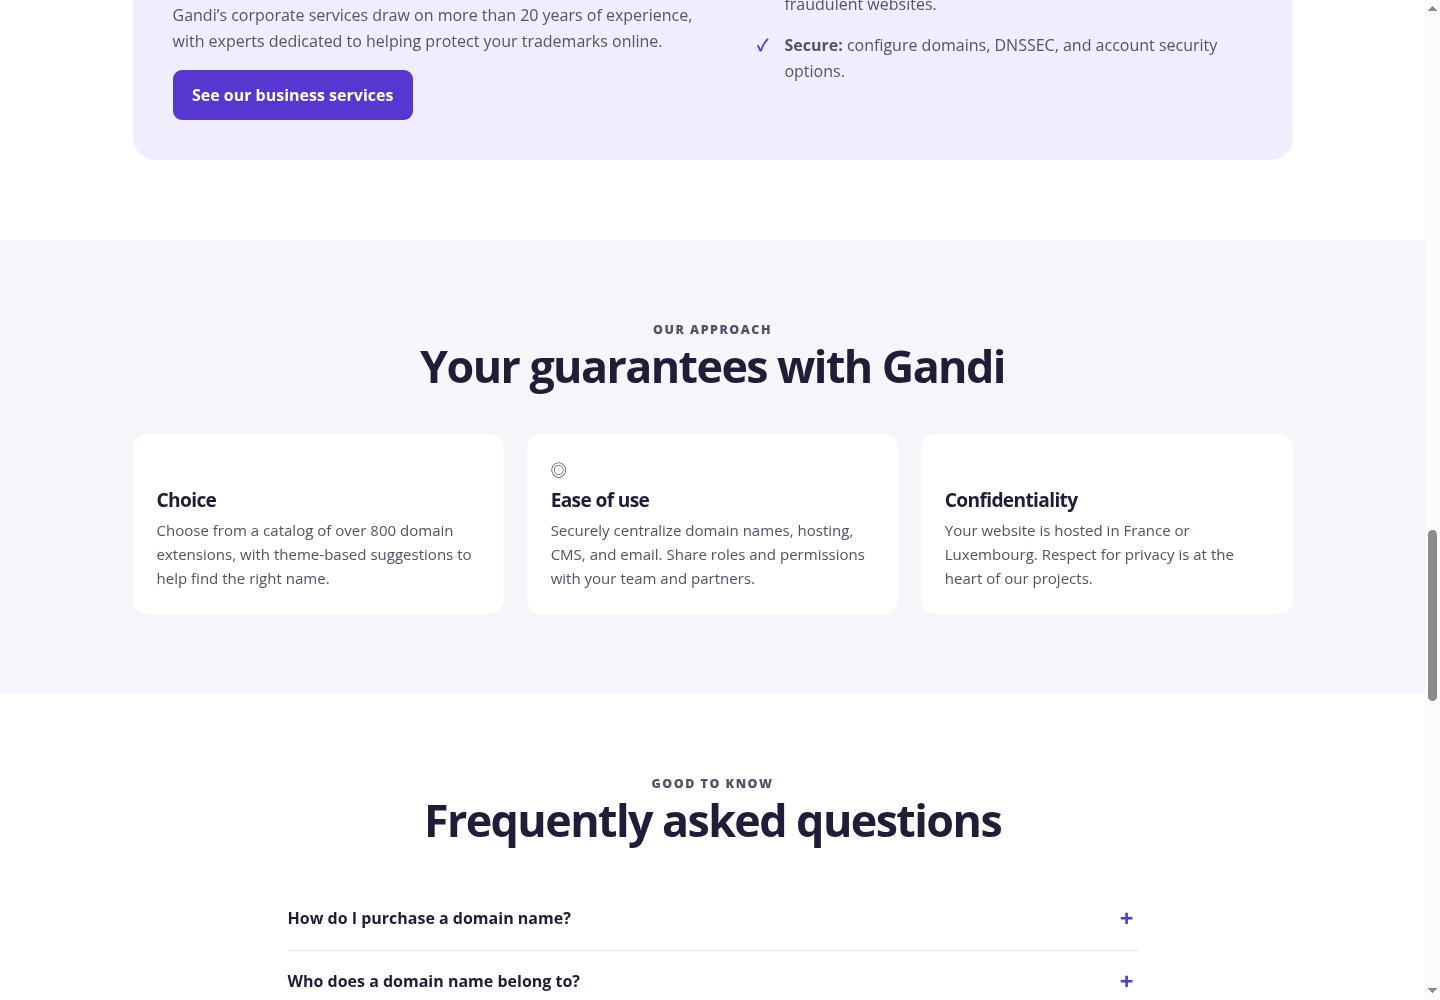 Gandi’s corporate services draw on more than 20 years of experience,
with experts dedicated to helping protect your trademarks online.
See our business services
fraudulent websites.
✓ Secure: configure domains, DNSSEC, and account security
options.
OUR APPROACH
Your guarantees with Gandi
Choice
Choose from a catalog of over 800 domain
extensions, with theme-based suggestions to
help find the right name.
◎
Ease of use
Securely centralize domain names, hosting,
CMS, and email. Share roles and permissions
with your team and partners.
Confidentiality
Your website is hosted in France or
Luxembourg. Respect for privacy is at the
heart of our projects.
GOOD TO KNOW
Frequently asked questions
How do I purchase a domain name? +
Who does a domain name belong to? +